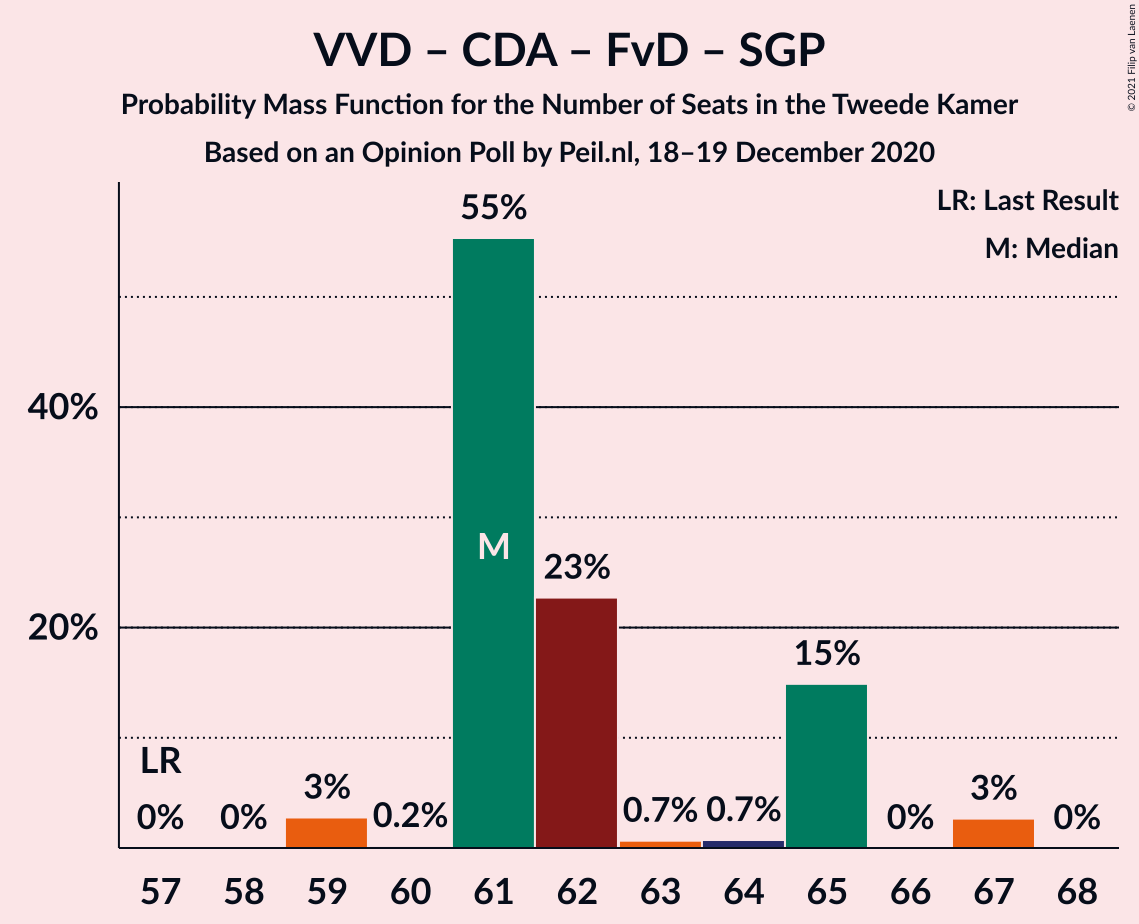 VVD – CDA – FvD – SGP
Probability Mass Function for the Number of Seats in the Tweede Kamer
Based on an Opinion Poll by Peil.nl, 18–19 December 2020
© 2021 Filip van Laenen
LR: Last Result
M: Median
55%
40%
M
23%
20%
15%
LR
0%
0%
3%
0.2%
0.7%
0.7%
0%
3%
0%
57 58 59 60 61 62 63 64 65 66 67 68